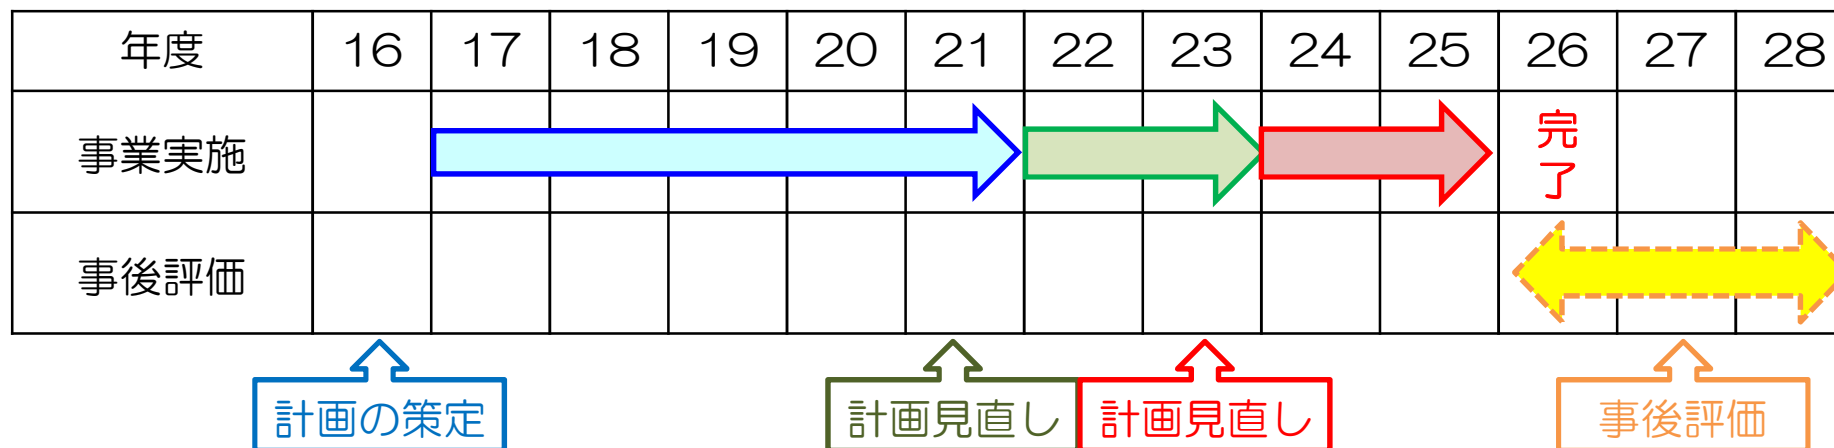 年度 16 17 18 19 20 21 22 23 24 25 26 27 28
事業実施 完了
事後評価
計画の策定 計画見直し 計画見直し 事後評価